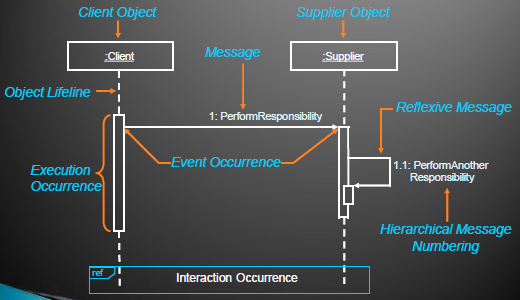 Client Object
Supplier Object
:Client
Message
:Supplier
Object Lifeline
1: PerformResponsibility
Reflexive Message
Event Occurrence
1.1: PerformAnother
Responsibility
Execution
Occurrence
Hierarchical Message
Numbering
ref
Interaction Occurrence